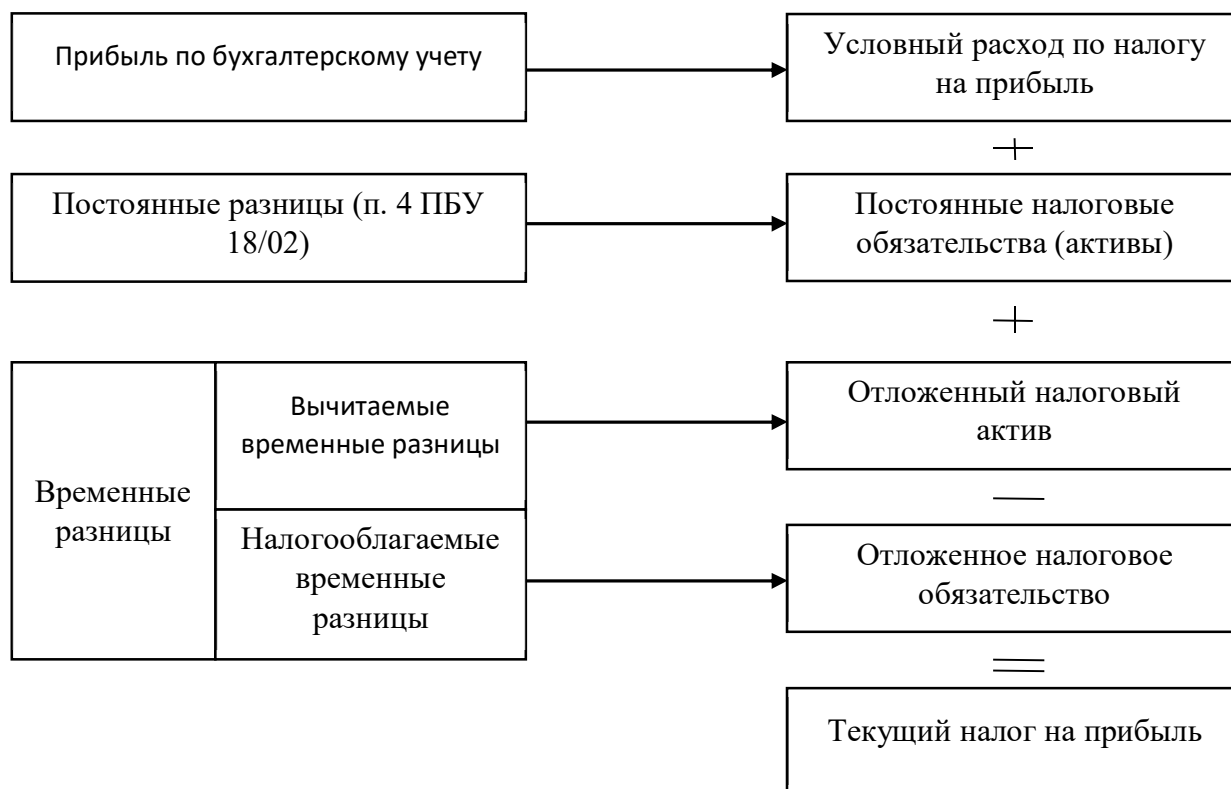 Прибыль по бухгалтерскому учету
Условный расход по налогу
на прибыль
+
Постоянные разницы (п. 4 ПБУ
18/02)
Постоянные налоговые
обязательства (активы)
+
Временные
разницы
Вычитаемые
временные разницы
Отложенный налоговый
актив
—
Налогооблагаемые
временные
разницы
Отложенное налоговое
обязательство
=
Текущий налог на прибыль